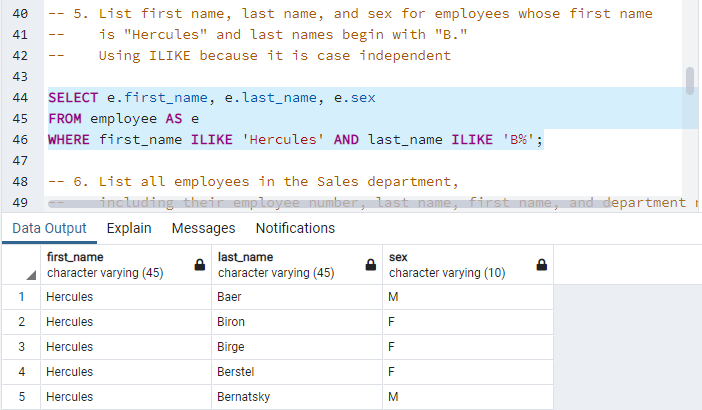 40 -- 5. List first name, last name, and sex for employees whose first name
41 --    is "Hercules" and last names begin with "B."
42 --    Using ILIKE because it is case independent
43
44 SELECT e.first_name, e.last_name, e.sex
45 FROM employee AS e
46 WHERE first_name ILIKE 'Hercules' AND last_name ILIKE 'B%';
47
48 -- 6. List all employees in the Sales department,
49 --    including their employee number, last name, first name, and department
Data Output Explain Messages Notifications
first_name last_name sex
character varying (45) character varying (45) character varying (10)
1 Hercules Baer M
2 Hercules Biron F
3 Hercules Birge F
4 Hercules Berstel F
5 Hercules Bernatsky M